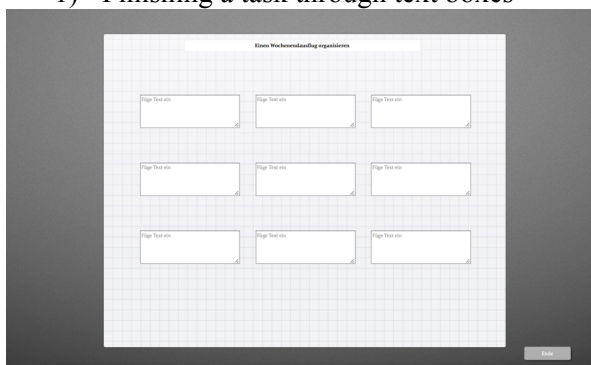 1) Finishing a task through text boxes
Einen Wochenendausflug organisieren
Füge Text ein Füge Text ein Füge Text ein
Füge Text ein Füge Text ein Füge Text ein
Füge Text ein Füge Text ein Füge Text ein
Ende